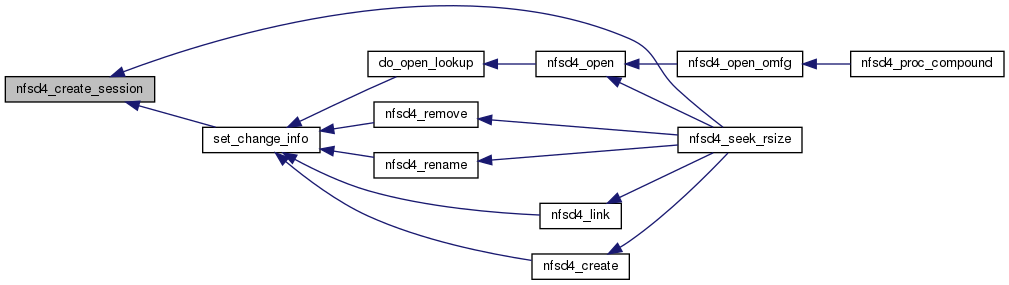 nfsd4_create_session
set_change_info
do_open_lookup
nfsd4_remove
nfsd4_rename
nfsd4_link
nfsd4_create
nfsd4_open
nfsd4_open_omfg
nfsd4_proc_compound
nfsd4_seek_rsize